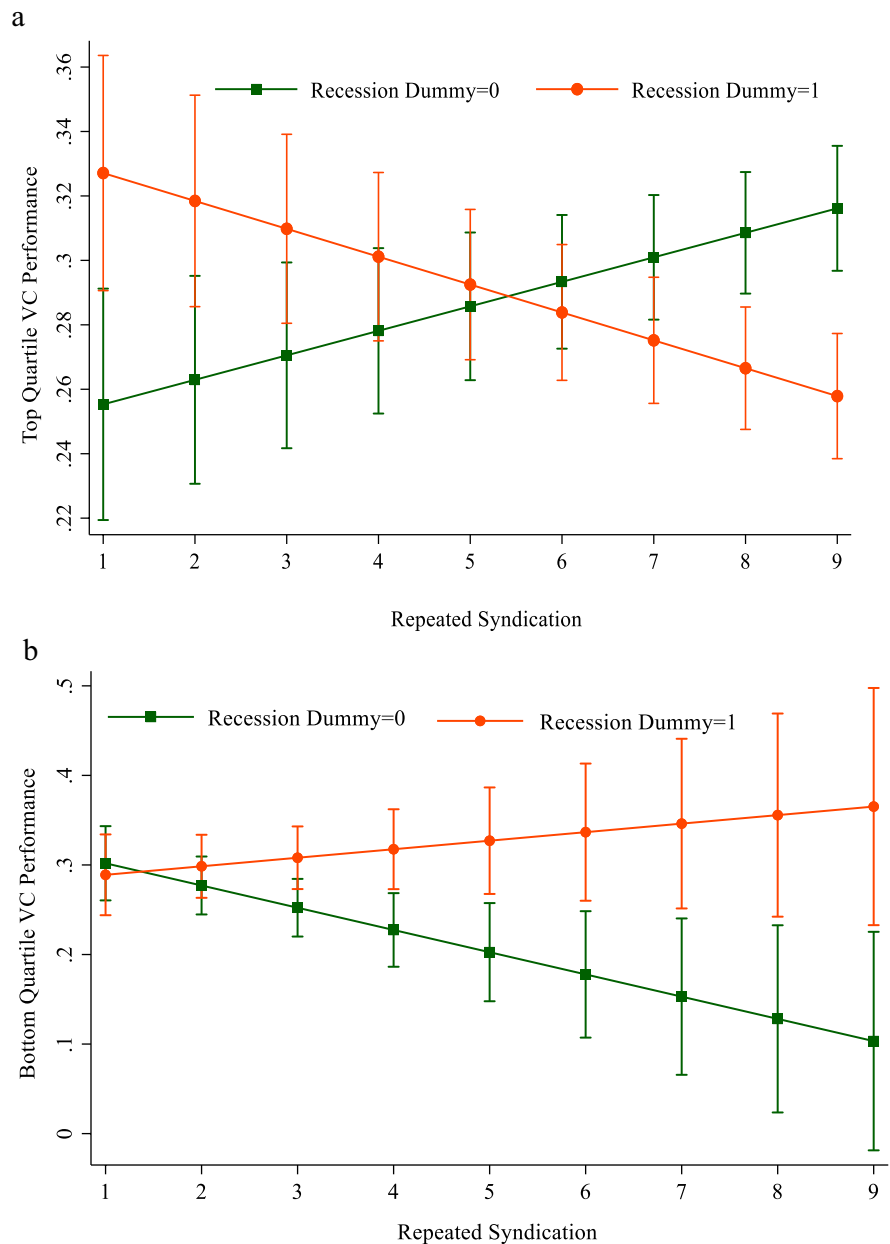 a
Recession Dummy=0 Recession Dummy=1
Top Quartile VC Performance
.36
.34
.32
.3
.28
.26
.24
.22
1 2 3 4 5 6 7 8 9
Repeated Syndication
b
Recession Dummy=0 Recession Dummy=1
Bottom Quartile VC Performance
.5
.4
.3
.2
.1
0
1 2 3 4 5 6 7 8 9
Repeated Syndication